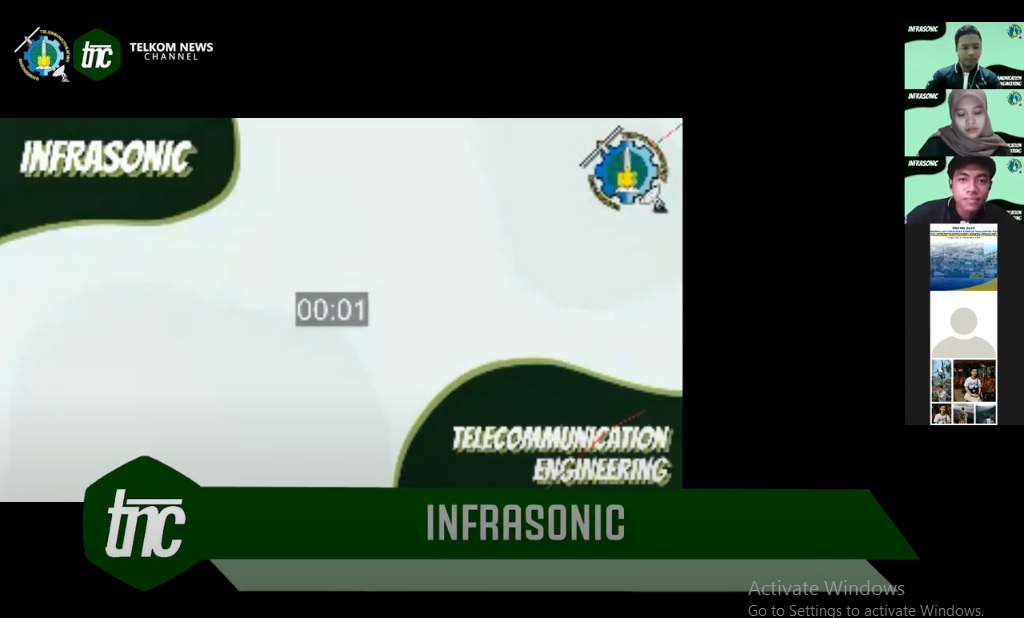 tnc
TELKOM NEWS
CHANNEL
INFRASONIC
00:01
TELECOMMUNICATION
ENGINEERING
tnc
INFRASONIC
INFRASONIC
INFRASONIC
INFRASONIC
Activate Windows
Go to Settings to activate Windows.